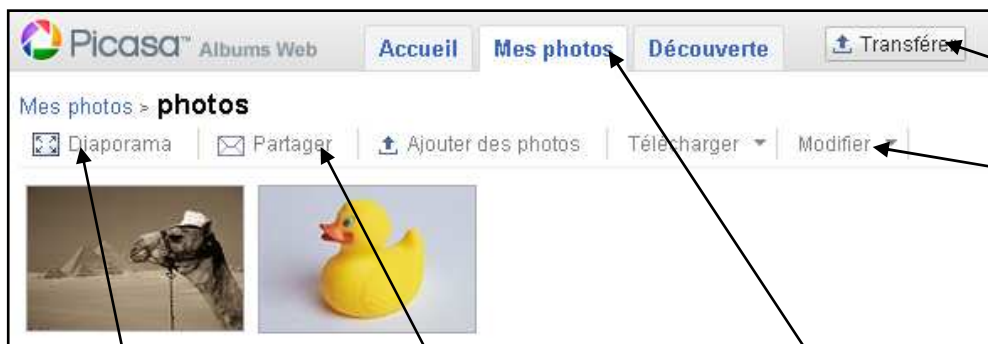 Picasa™ Albums Web Accueil Mes photos Découverte Transférer
Mes photos > photos
Diaporama Partager Ajouter des photos Télécharger Modifier